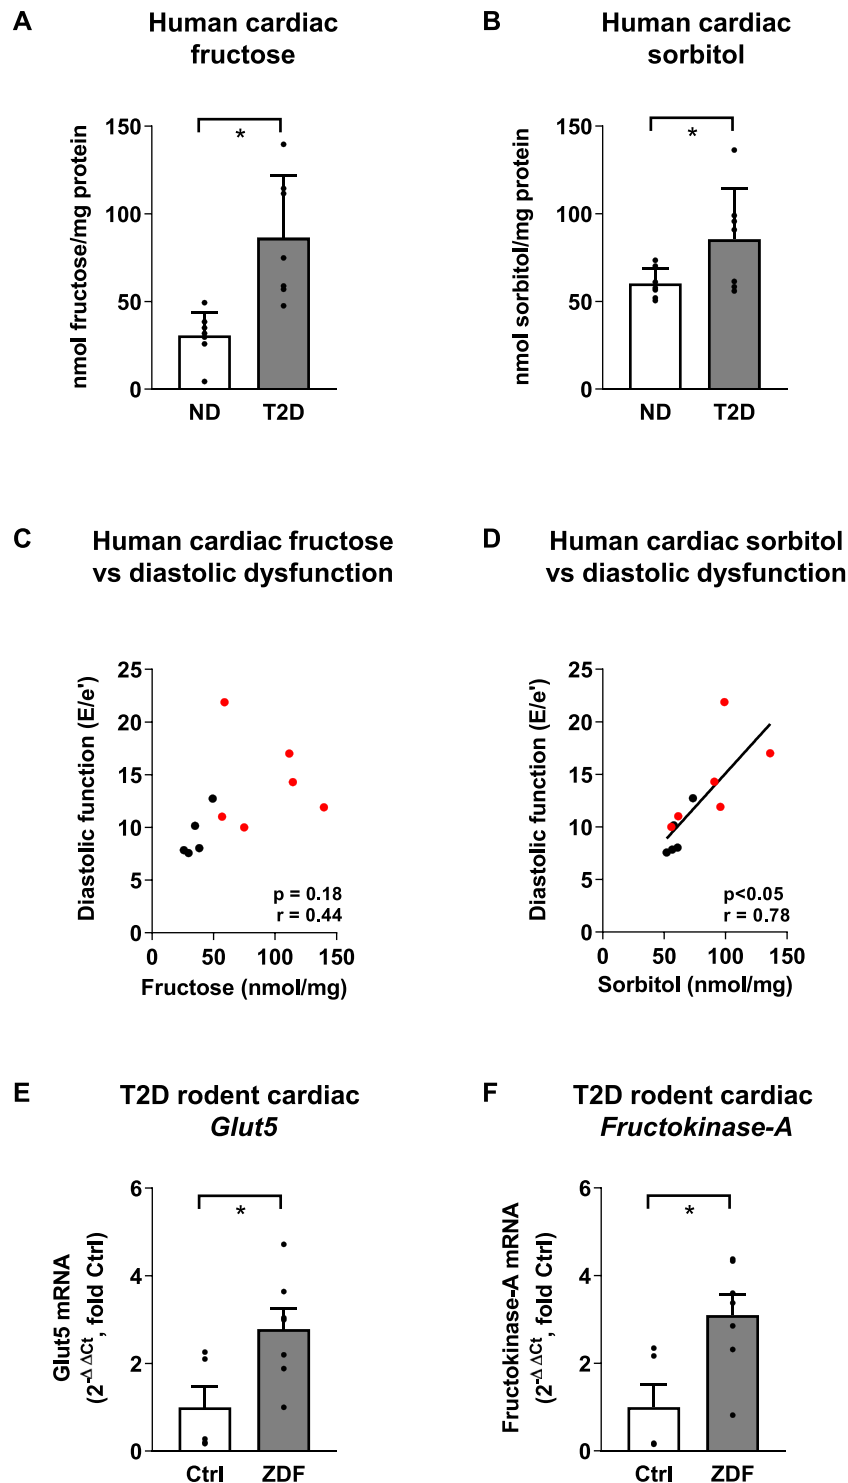 A
Human cardiac
fructose
nmol fructose/mg protein
150
100
50
0
*
ND
T2D
B
Human cardiac
sorbitol
nmol sorbitol/mg protein
150
100
50
0
*
ND
T2D
C
Human cardiac fructose
vs diastolic dysfunction
Diastolic function (E/e')
25
20
15
10
5
0
p = 0.18
r = 0.44
0
50
100
150
Fructose (nmol/mg)
D
Human cardiac sorbitol
vs diastolic dysfunction
Diastolic function (E/e')
25
20
15
10
5
0
p<0.05
r = 0.78
0
50
100
150
Sorbitol (nmol/mg)
E
T2D rodent cardiac
Glut5
Glut5 mRNA
(2-Δ ΔCt, fold Ctrl)
6
4
2
0
*
Ctrl
ZDF
F
T2D rodent cardiac
Fructokinase-A
Fructokinase-A mRNA
(2-Δ ΔCt, fold Ctrl)
6
4
2
0
*
Ctrl
ZDF